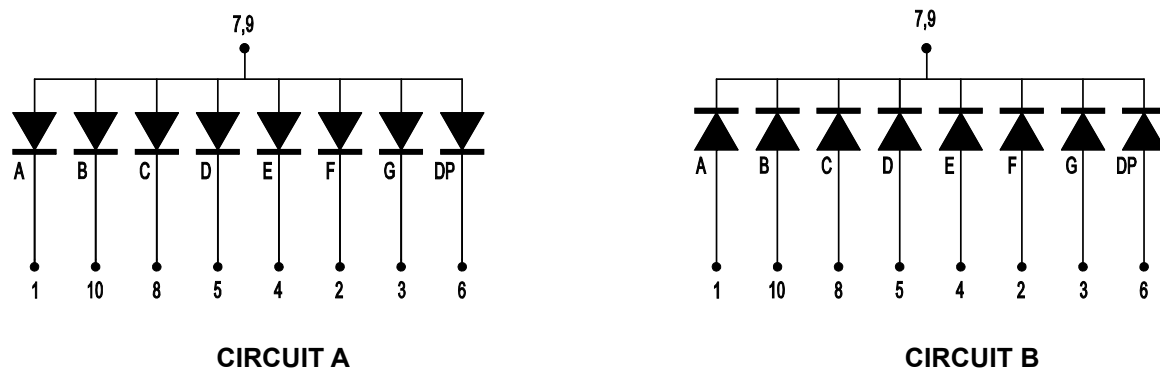 7,9 7,9
A B C D E F G DP A B C D E F G DP
1 10 8 5 4 2 3 6 1 10 8 5 4 2 3 6
CIRCUIT A CIRCUIT B